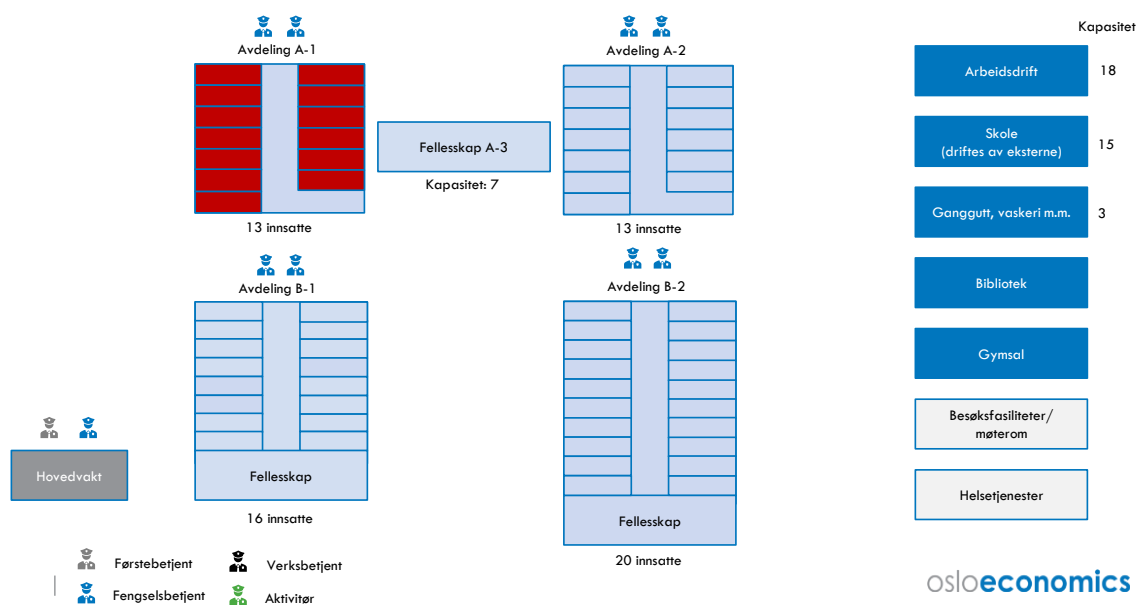 Kapasitet
Avdeling A-1
Avdeling A-2
Arbeidsdrift
18
Fellesskap A-3
Kapasitet: 7
Skole
(driftes av eksterne)
15
13 innsatte
13 innsatte
Ganggutt, vaskeri m.m.
3
Avdeling B-1
Avdeling B-2
Bibliotek
Gymsal
Besøksfasiliteter/
møterom
Hovedvakt
Fellesskap
Helsetjenester
16 innsatte
Fellesskap
20 innsatte
Førstebetjent
Verksbetjent
Fengselsbetjent
Aktivitør
osloeconomics